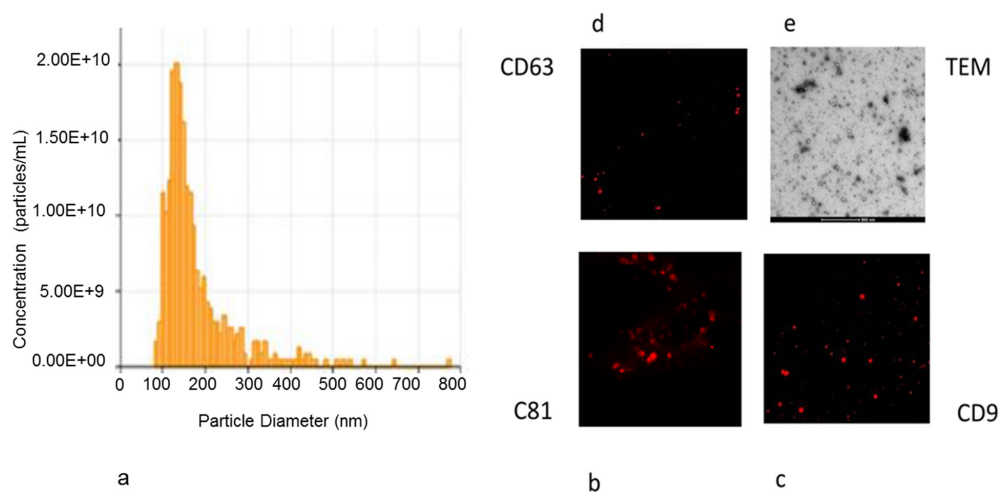 d
e
CD63
TEM
2.00E+10
1.50E+10
1.00E+10
5.00E+9
0.00E+00
Concentration (particles/mL)
0 100 200 300 400 500 600 700 800
Particle Diameter (nm)
C81
CD9
a
b
c